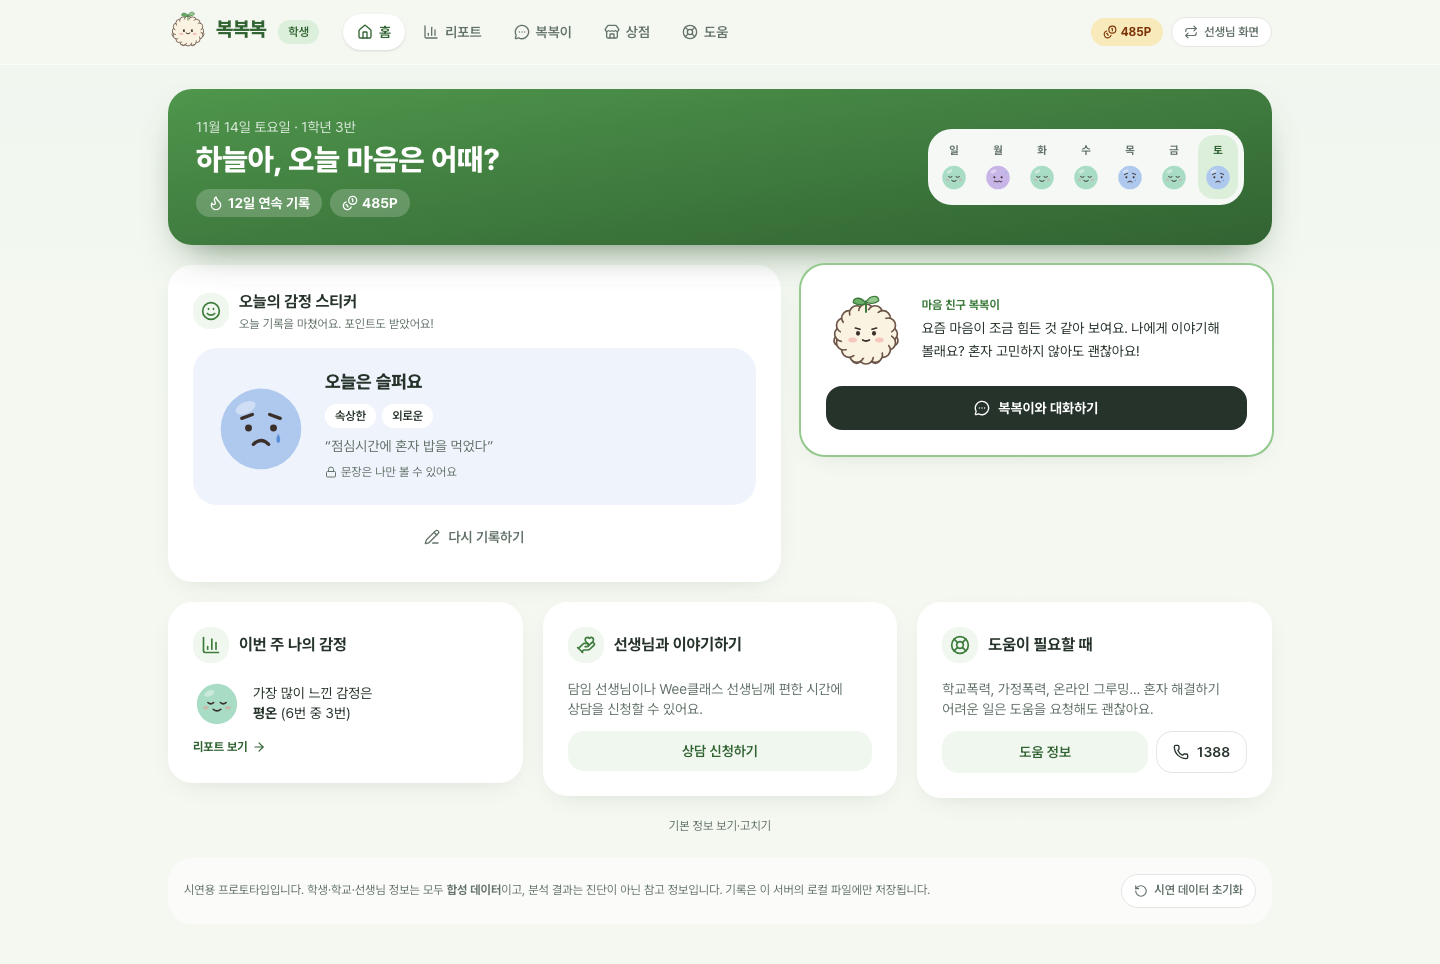 복복복
학생
홈
리포트
복복이
상점
도움
485P
선생님 화면
11월 14일 토요일 · 1학년 3반
하늘아, 오늘 마음은 어때?
12일 연속 기록
485P
일 월 화 수 목 금 토
오늘의 감정 스티커
오늘 기록을 마쳤어요. 포인트도 받았어요!
오늘은 슬퍼요
속상한
외로운
“점심시간에 혼자 밥을 먹었다”
문장은 나만 볼 수 있어요
다시 기록하기
마음 친구 복복이
요즘 마음이 조금 힘든 것 같아 보여요. 나에게 이야기해
볼래요? 혼자 고민하지 않아도 괜찮아요!
복복이와 대화하기
이번 주 나의 감정
가장 많이 느낀 감정은
평온 (6번 중 3번)
리포트 보기
선생님과 이야기하기
담임 선생님이나 Wee클래스 선생님께 편한 시간에
상담을 신청할 수 있어요.
상담 신청하기
도움이 필요할 때
학교폭력, 가정폭력, 온라인 그루밍… 혼자 해결하기
어려운 일은 도움을 요청해도 괜찮아요.
도움 정보
1388
기본 정보 보기·고치기
시연용 프로토타입입니다. 학생·학교·선생님 정보는 모두 합성 데이터이고, 분석 결과는 진단이 아닌 참고 정보입니다. 기록은 이 서버의 로컬 파일에만 저장됩니다.
시연 데이터 초기화